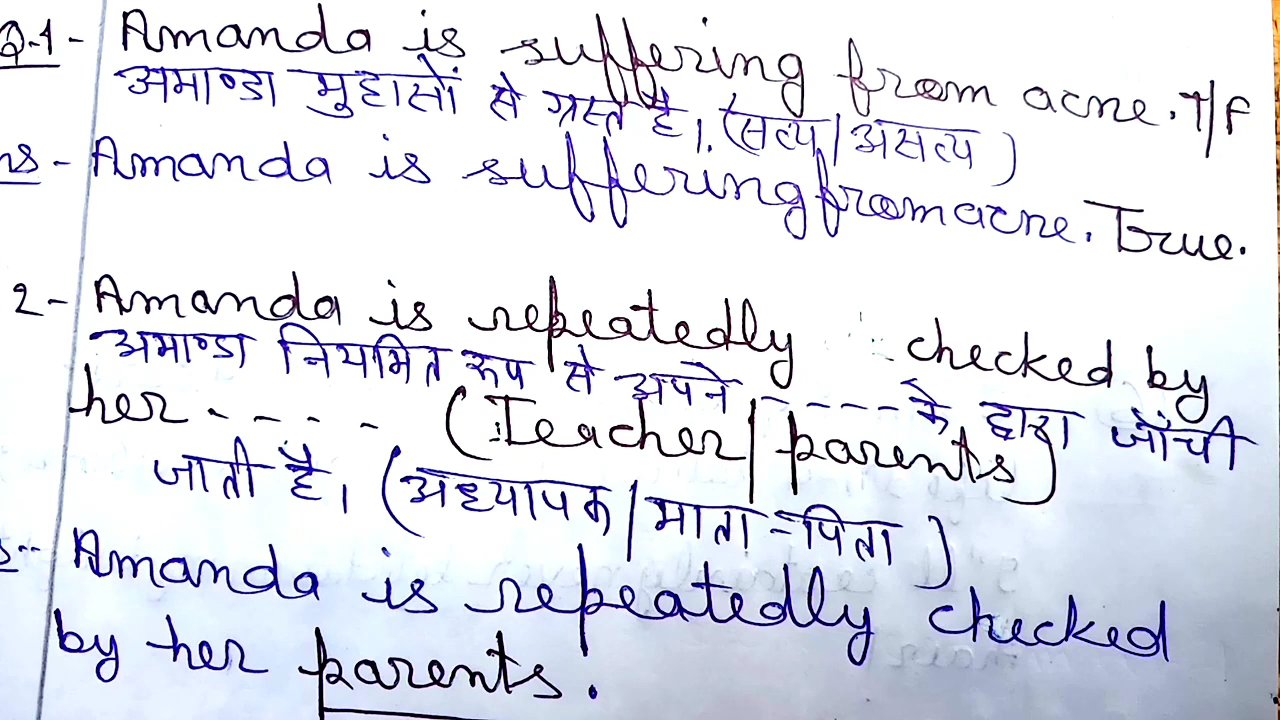 Q.1- Amanda is suffering from acne. T/F
अमाण्डा मुहासों से ग्रस्त है। (सत्य/असत्य)
ns- Amanda is suffering from acne. True.
2- Amanda is repeatedly checked by
अमाण्डा नियमित रूप से अपने ----- के द्वारा जाँची
her - - - - (Teacher/parents)
जाती है। (अध्यापक/माता-पिता)
s-- Amanda is repeatedly checked
by her parents.